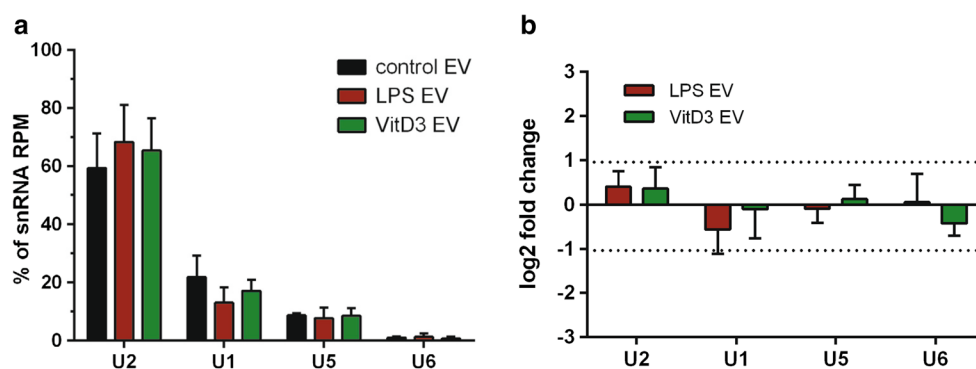 a
% of snRNA RPM
100
80
60
40
20
0
control EV
LPS EV
VitD3 EV
U2 U1 U5 U6
b
log2 fold change
3
2
1
0
-1
-2
-3
LPS EV
VitD3 EV
U2 U1 U5 U6